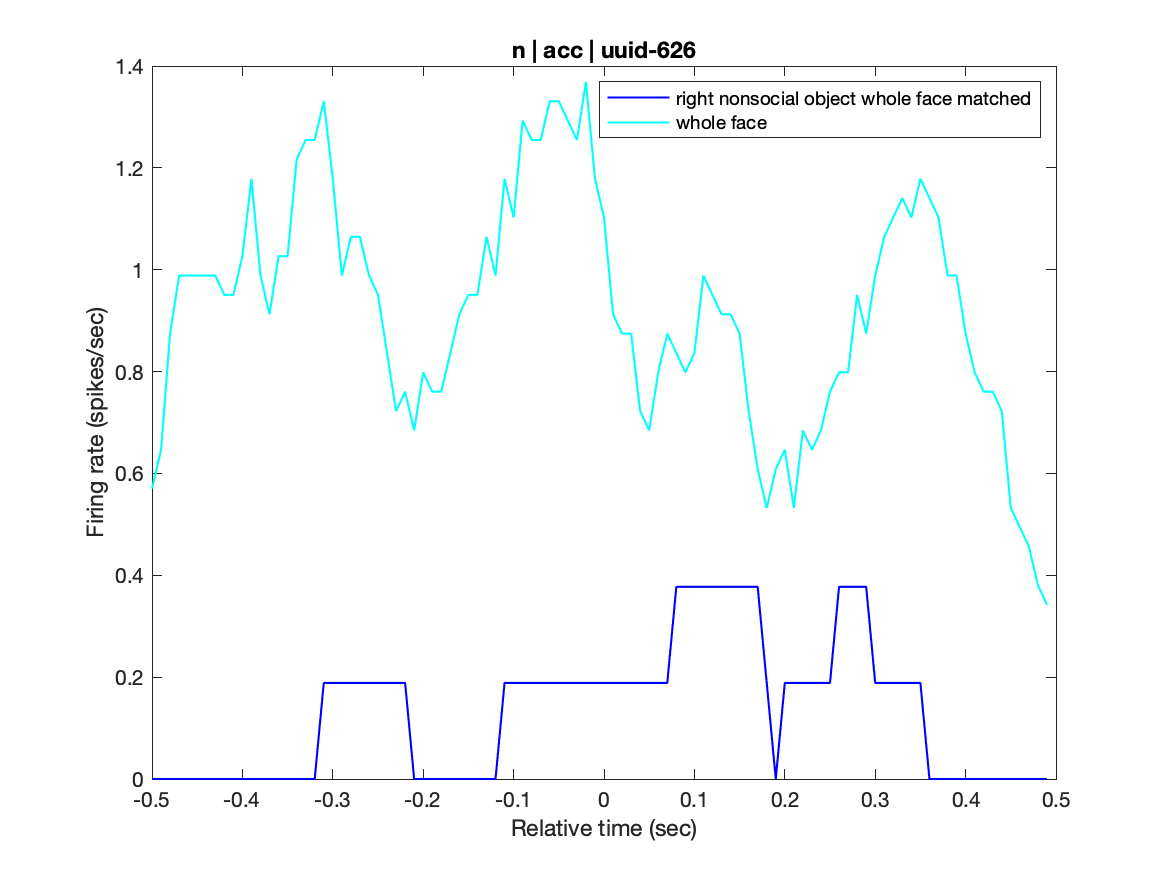 n | acc | uuid-626
right nonsocial object whole face matched
whole face
1.4
1.2
1
0.8
0.6
0.4
0.2
0
Firing rate (spikes/sec)
-0.5 -0.4 -0.3 -0.2 -0.1 0 0.1 0.2 0.3 0.4 0.5
Relative time (sec)